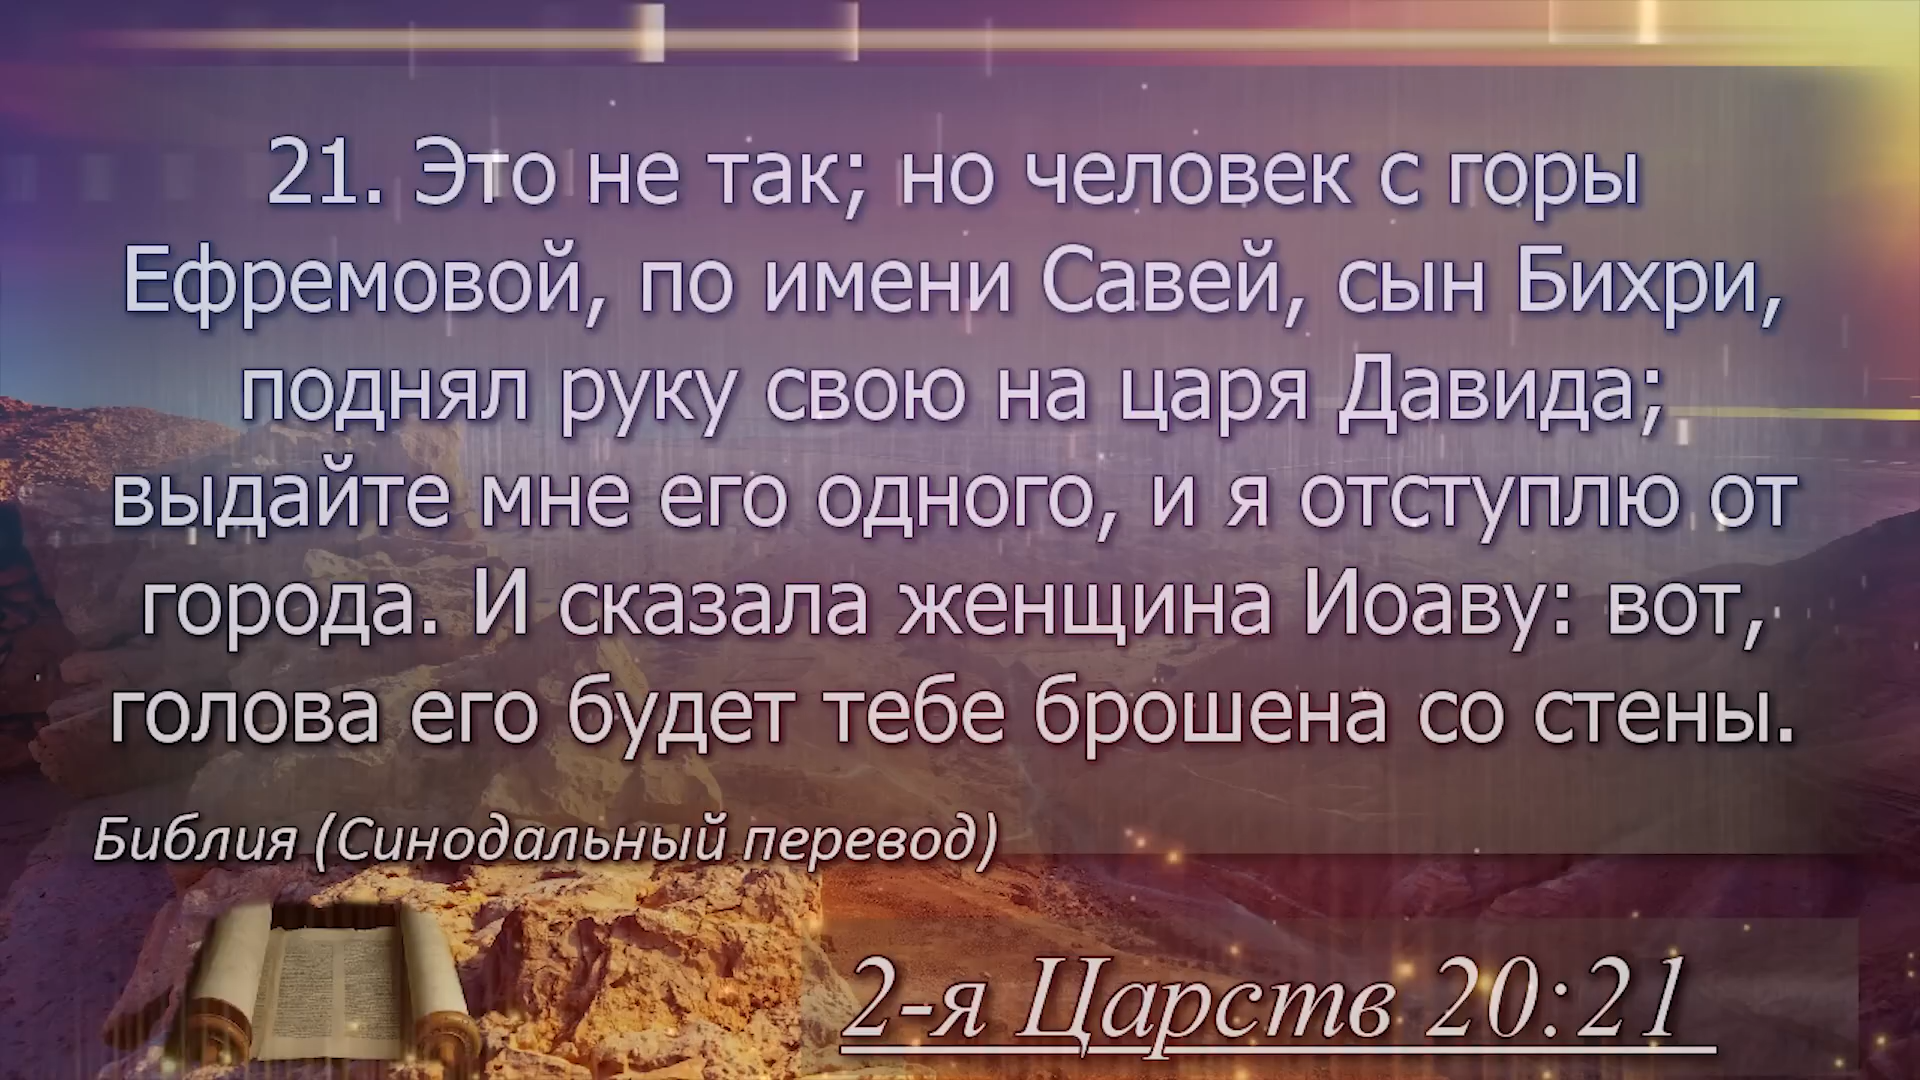 21. Это не так; но человек с горы
Ефремовой, по имени Савей, сын Бихри,
поднял руку свою на царя Давида;
выдайте мне его одного, и я отступлю от
города. И сказала женщина Иоаву: вот,
голова его будет тебе брошена со стены.
Библия (Синодальный перевод)
2-я Царств 20:21